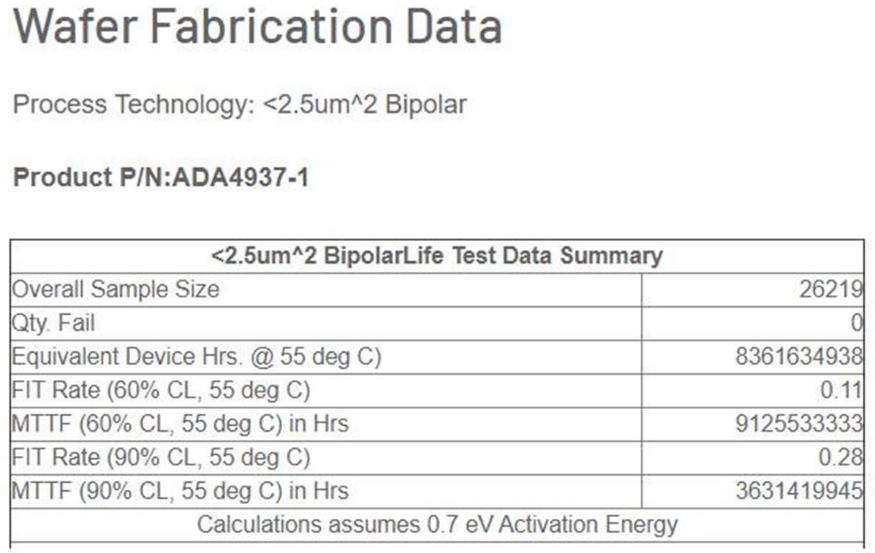 Wafer Fabrication Data
Process Technology: <2.5um^2 Bipolar
Product P/N:ADA4937-1
<2.5um^2 BipolarLife Test Data Summary
Overall Sample Size 26219
Qty. Fail 0
Equivalent Device Hrs. @ 55 deg C) 8361634938
FIT Rate (60% CL, 55 deg C) 0.11
MTTF (60% CL, 55 deg C) in Hrs 9125533333
FIT Rate (90% CL, 55 deg C) 0.28
MTTF (90% CL, 55 deg C) in Hrs 3631419945
Calculations assumes 0.7 eV Activation Energy